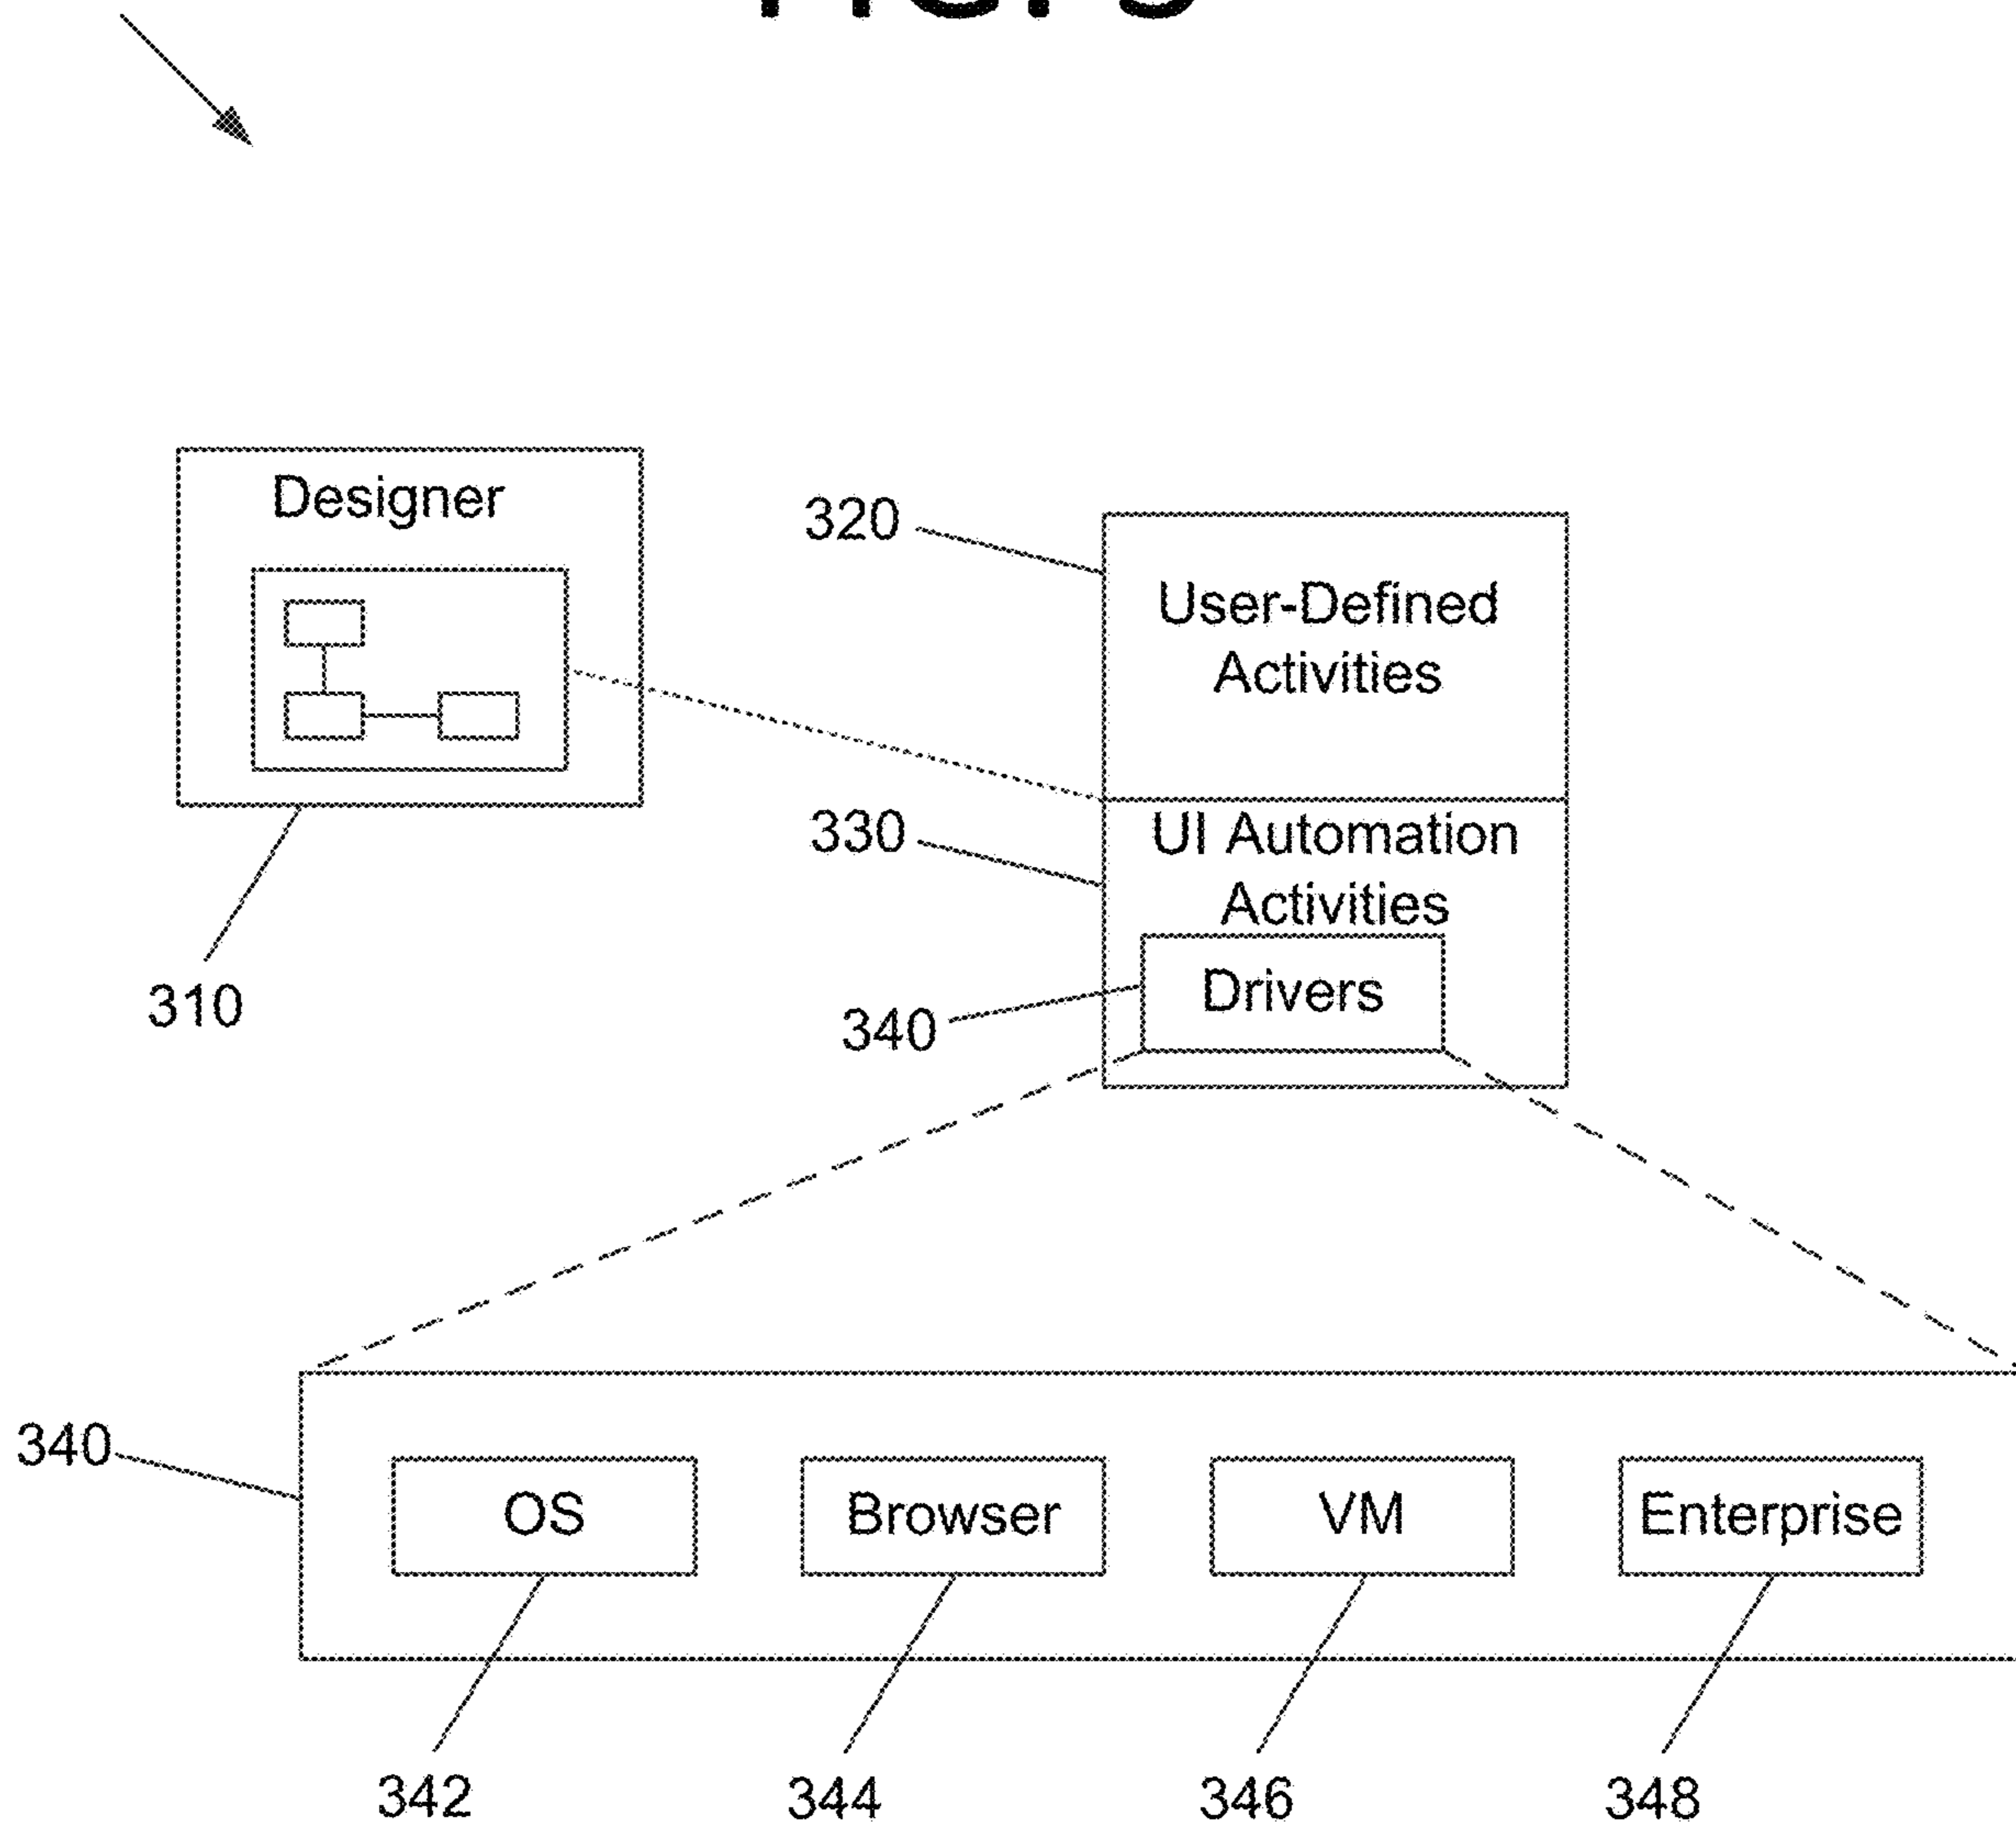 Designer
320
User-Defined
Activities
330
UI Automation
Activities
310
340
Drivers
340
OS
Browser
VM
Enterprise
342
344
346
348